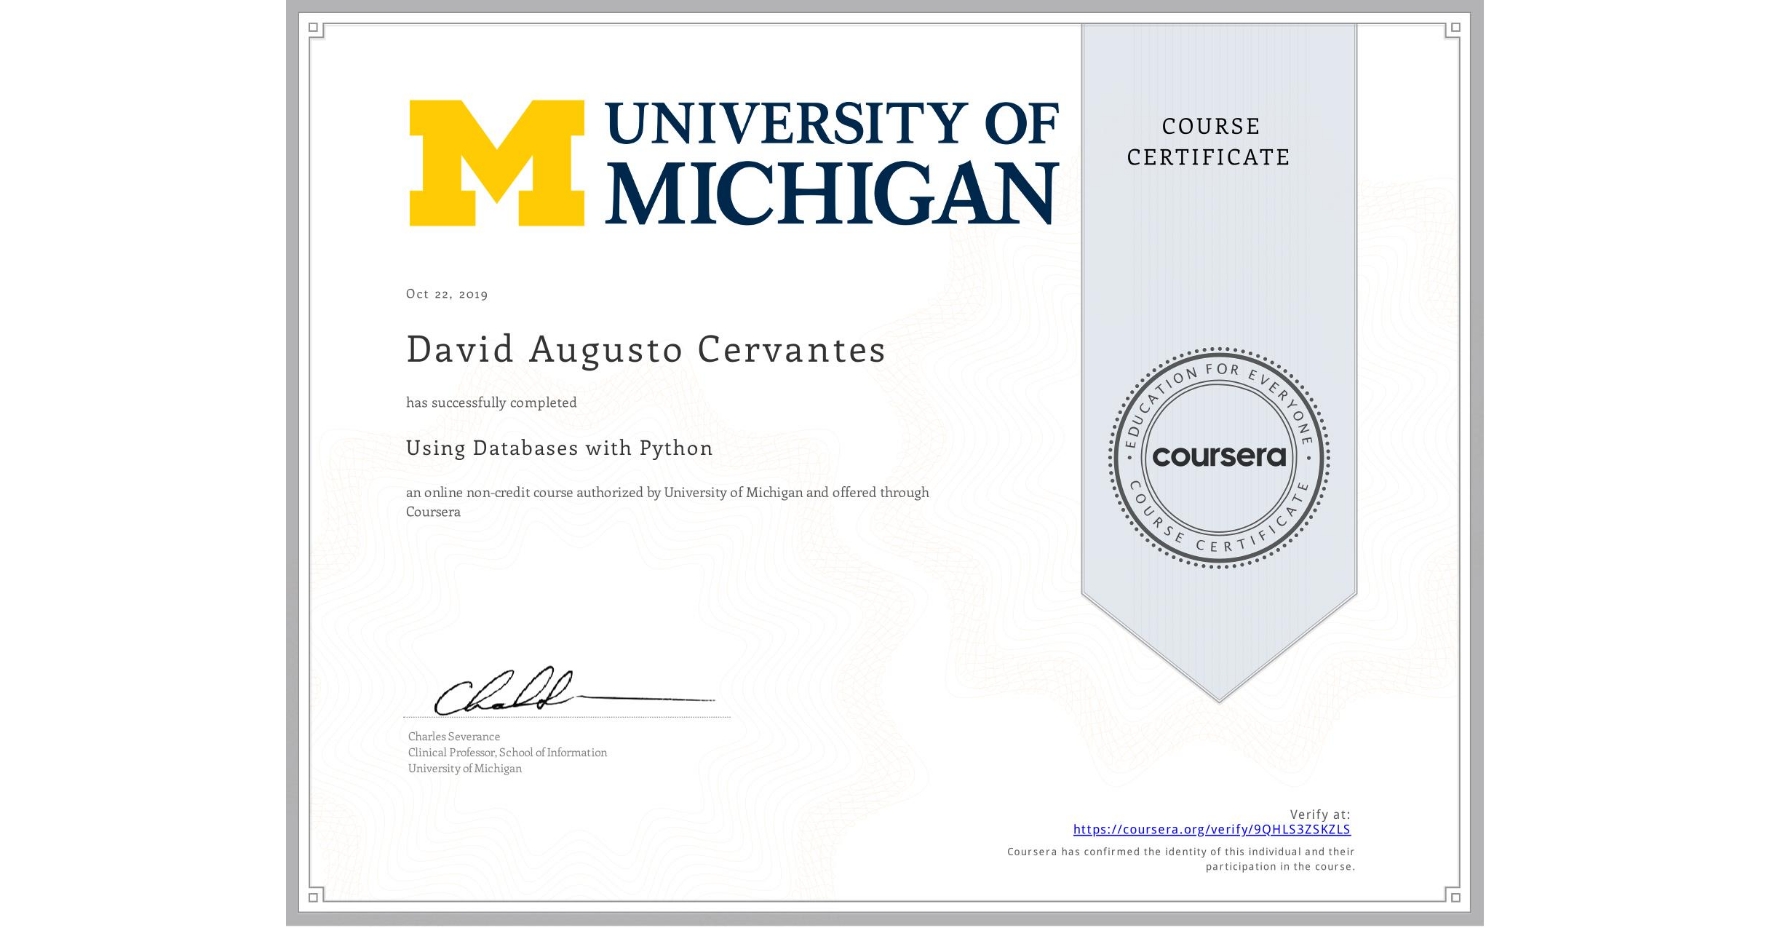 UNIVERSITY OF
MICHIGAN
COURSE
CERTIFICATE
Oct 22, 2019
David Augusto Cervantes
has successfully completed
Using Databases with Python
an online non-credit course authorized by University of Michigan and offered through
Coursera
EDUCATION FOR EVERYONE
coursera
COURSE CERTIFICATE
Charles Severance
Clinical Professor, School of Information
University of Michigan
Verify at:
https://coursera.org/verify/9QHLS3ZSKZLS
Coursera has confirmed the identity of this individual and their
participation in the course.